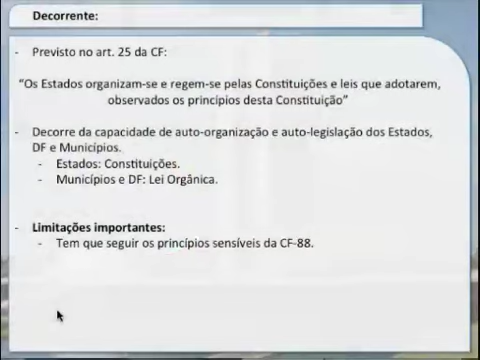 Decorrente:
- Previsto no art. 25 da CF:
“Os Estados organizam-se e regem-se pelas Constituições e leis que adotarem,
observados os princípios desta Constituição”
- Decorre da capacidade de auto-organização e auto-legislação dos Estados,
DF e Municípios.
- Estados: Constituições.
- Municípios e DF: Lei Orgânica.
- Limitações importantes:
- Tem que seguir os princípios sensíveis da CF-88.